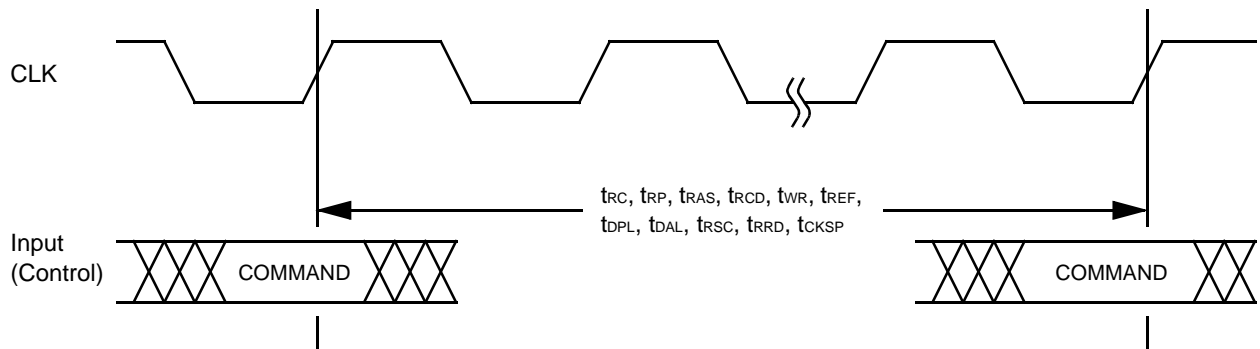 CLK
tRC, tRP, tRAS, tRCD, tWR, tREF,
tDPL, tDAL, tRSC, tRRD, tCKSP
Input
(Control)
COMMAND
COMMAND